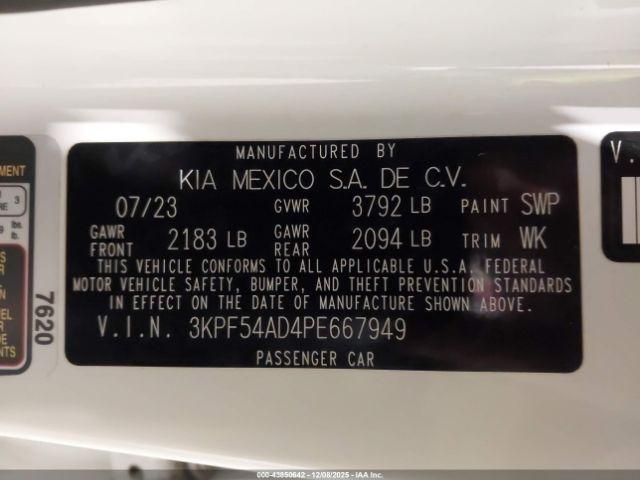 MANUFACTURED BY
KIA MEXICO S.A. DE C.V.
07/23 GVWR 3792 LB PAINT SWP
GAWR FRONT 2183 LB GAWR REAR 2094 LB TRIM WK
THIS VEHICLE CONFORMS TO ALL APPLICABLE U.S.A. FEDERAL
MOTOR VEHICLE SAFETY, BUMPER, AND THEFT PREVENTION STANDARDS
IN EFFECT ON THE DATE OF MANUFACTURE SHOWN ABOVE.
V.I.N. 3KPF54AD4PE667949
PASSENGER CAR
7620
V.
000-43850642 - 12/08/2025 - IAA Inc.